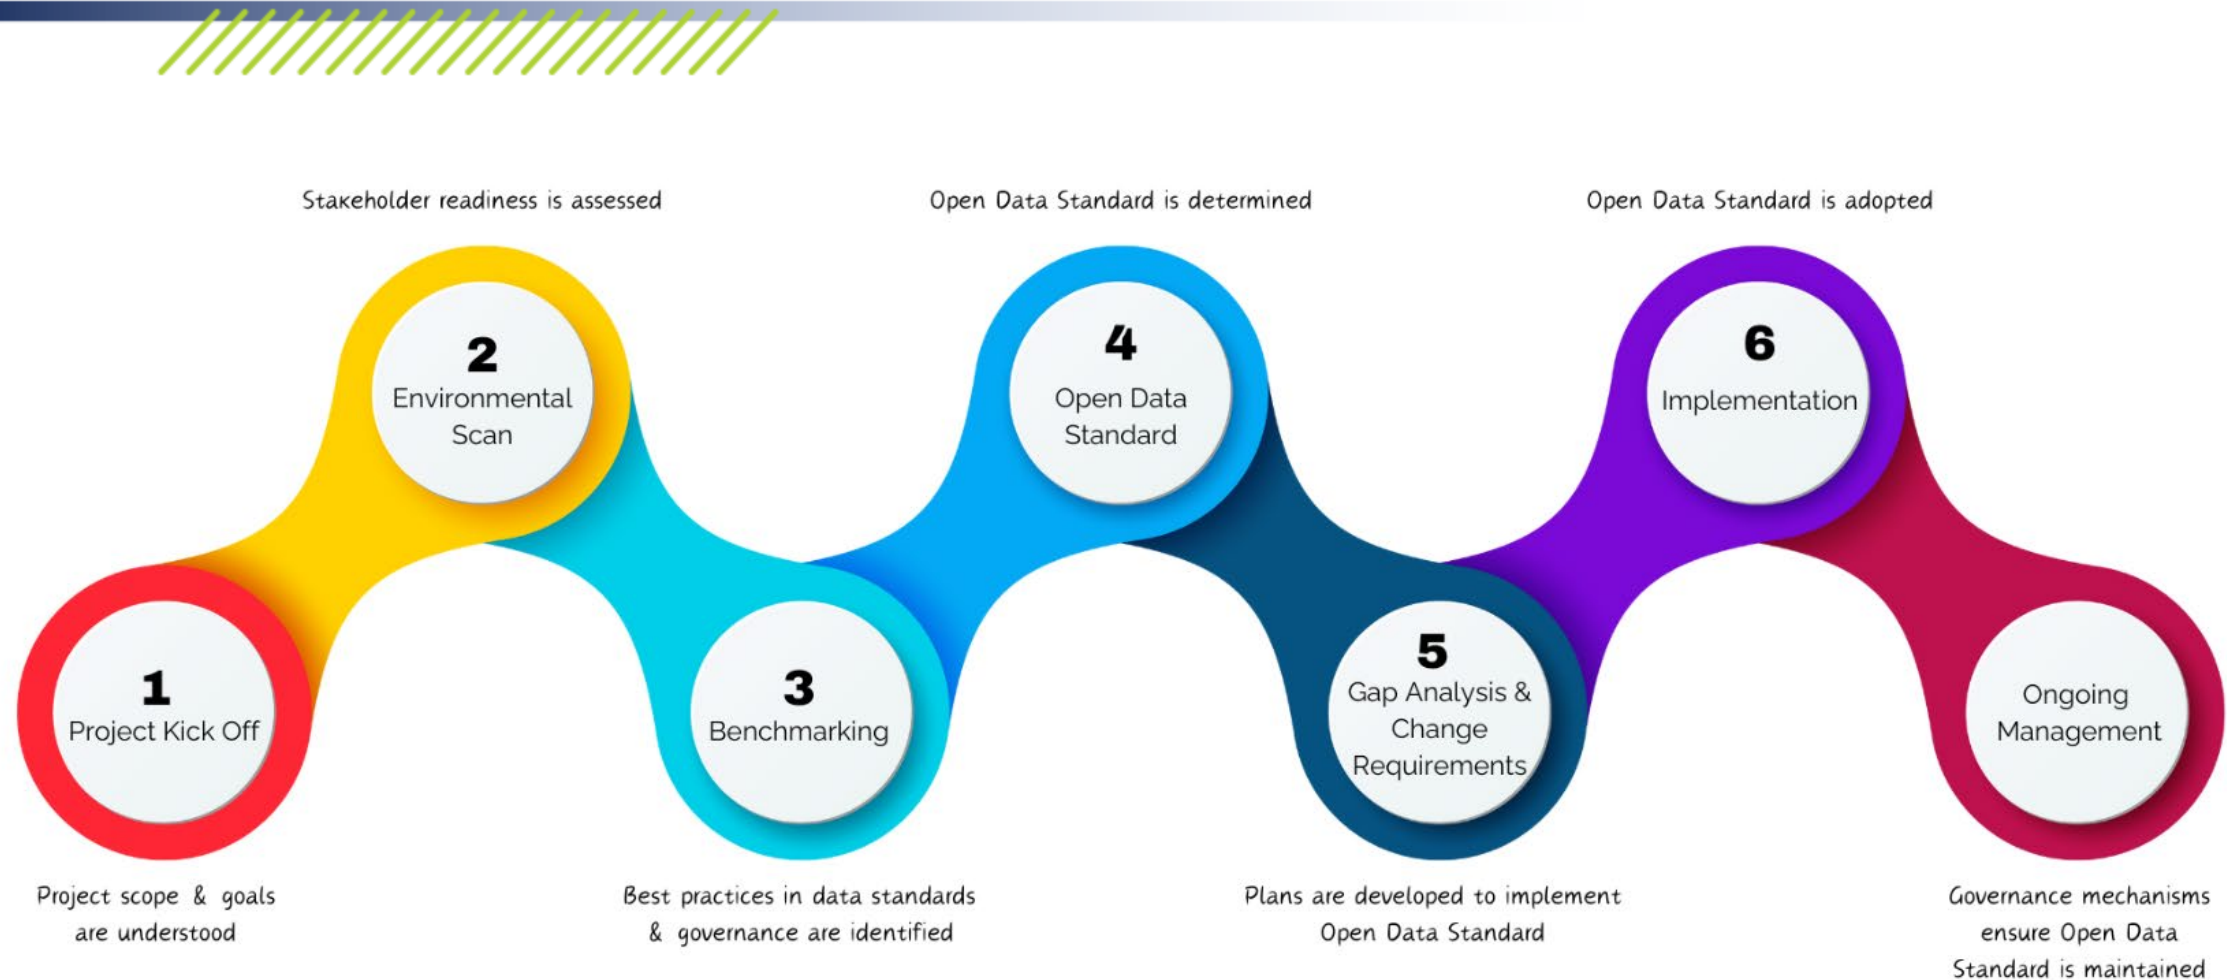 Stakeholder readiness is assessed
Open Data Standard is determined
Open Data Standard is adopted
2
Environmental
Scan
4
Open Data
Standard
6
Implementation
1
Project Kick Off
3
Benchmarking
5
Gap Analysis &
Change
Requirements
Ongoing
Management
Project scope & goals
are understood
Best practices in data standards
& governance are identified
Plans are developed to implement
Open Data Standard
Governance mechanisms
ensure Open Data
Standard is maintained